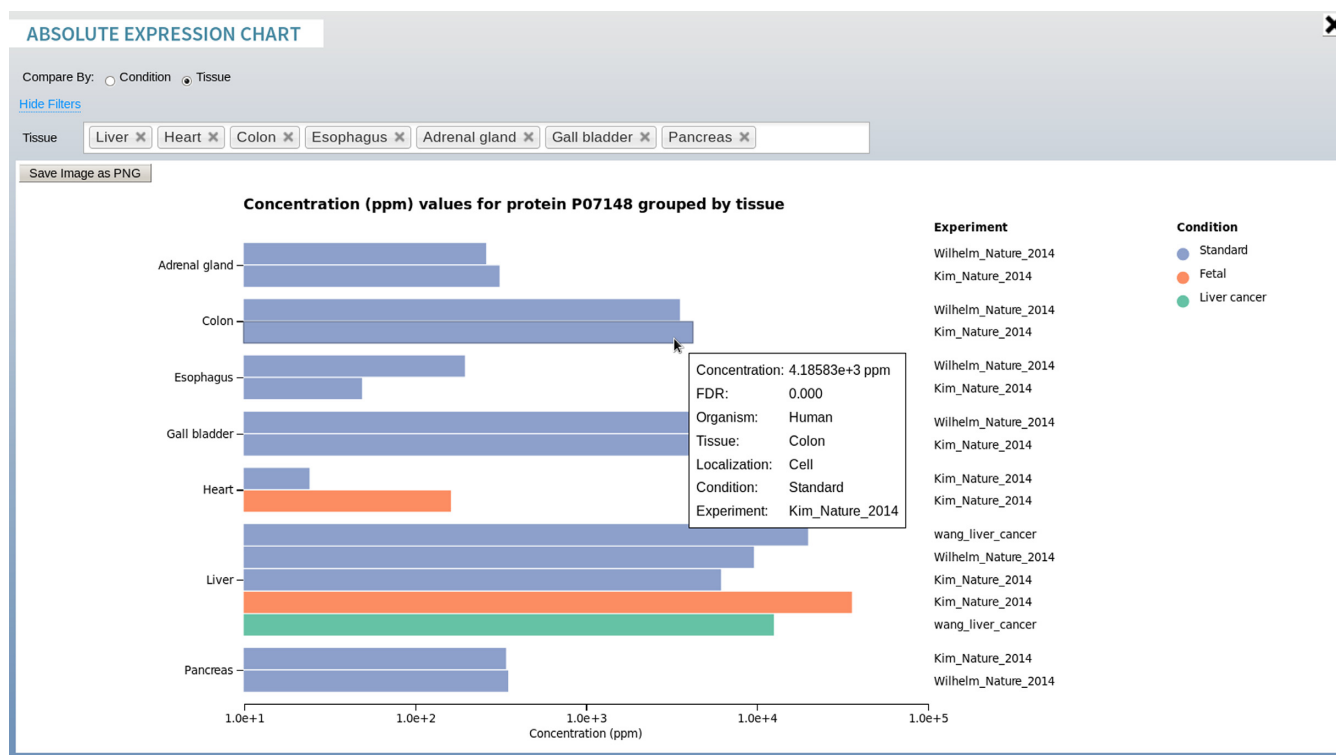 ABSOLUTE EXPRESSION CHART
Compare By: Condition Tissue
Hide Filters
Tissue Liver Heart Colon Esophagus Adrenal gland Gall bladder Pancreas
Save Image as PNG
Concentration (ppm) values for protein P07148 grouped by tissue
Experiment Condition
Wilhelm_Nature_2014 Standard
Adrenal gland
Kim_Nature_2014 Fetal
Liver cancer
Wilhelm_Nature_2014
Colon
Kim_Nature_2014
Wilhelm_Nature_2014
Esophagus
Kim_Nature_2014
Concentration: 4.18583e+3 ppm
FDR: 0.000
Organism: Human
Tissue: Colon
Localization: Cell
Condition: Standard
Experiment: Kim_Nature_2014
Wilhelm_Nature_2014
Gall bladder
Kim_Nature_2014
Kim_Nature_2014
Heart
Kim_Nature_2014
wang_liver_cancer
Wilhelm_Nature_2014
Liver Kim_Nature_2014
Kim_Nature_2014
wang_liver_cancer
Kim_Nature_2014
Pancreas
Wilhelm_Nature_2014
1.0e+1 1.0e+2 1.0e+3 1.0e+4 1.0e+5
Concentration (ppm)